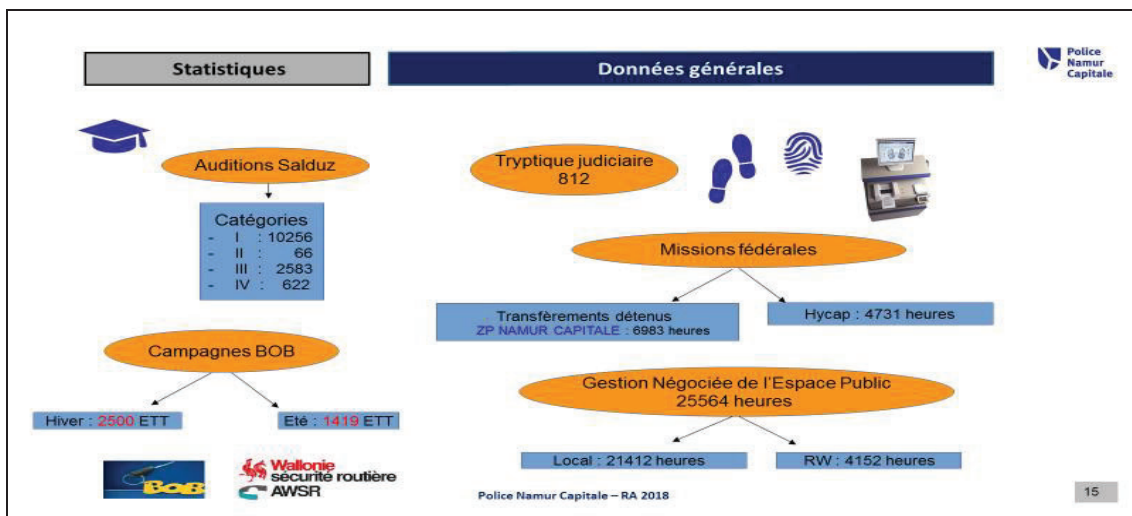 Statistiques
Données générales
Police
Namur
Capitale
Auditions Salduz
Catégories
- I : 10256
- II : 66
- III : 2583
- IV : 622
Campagnes BOB
Hiver : 2500 ETT
Eté : 1419 ETT
BOB
Wallonie
sécurité routière
AWSR
Tryptique judiciaire
812
Missions fédérales
Transfèrements détenus
ZP NAMUR CAPITALE : 6983 heures
Hycap : 4731 heures
Gestion Négociée de l'Espace Public
25564 heures
Local : 21412 heures
RW : 4152 heures
Police Namur Capitale – RA 2018
15